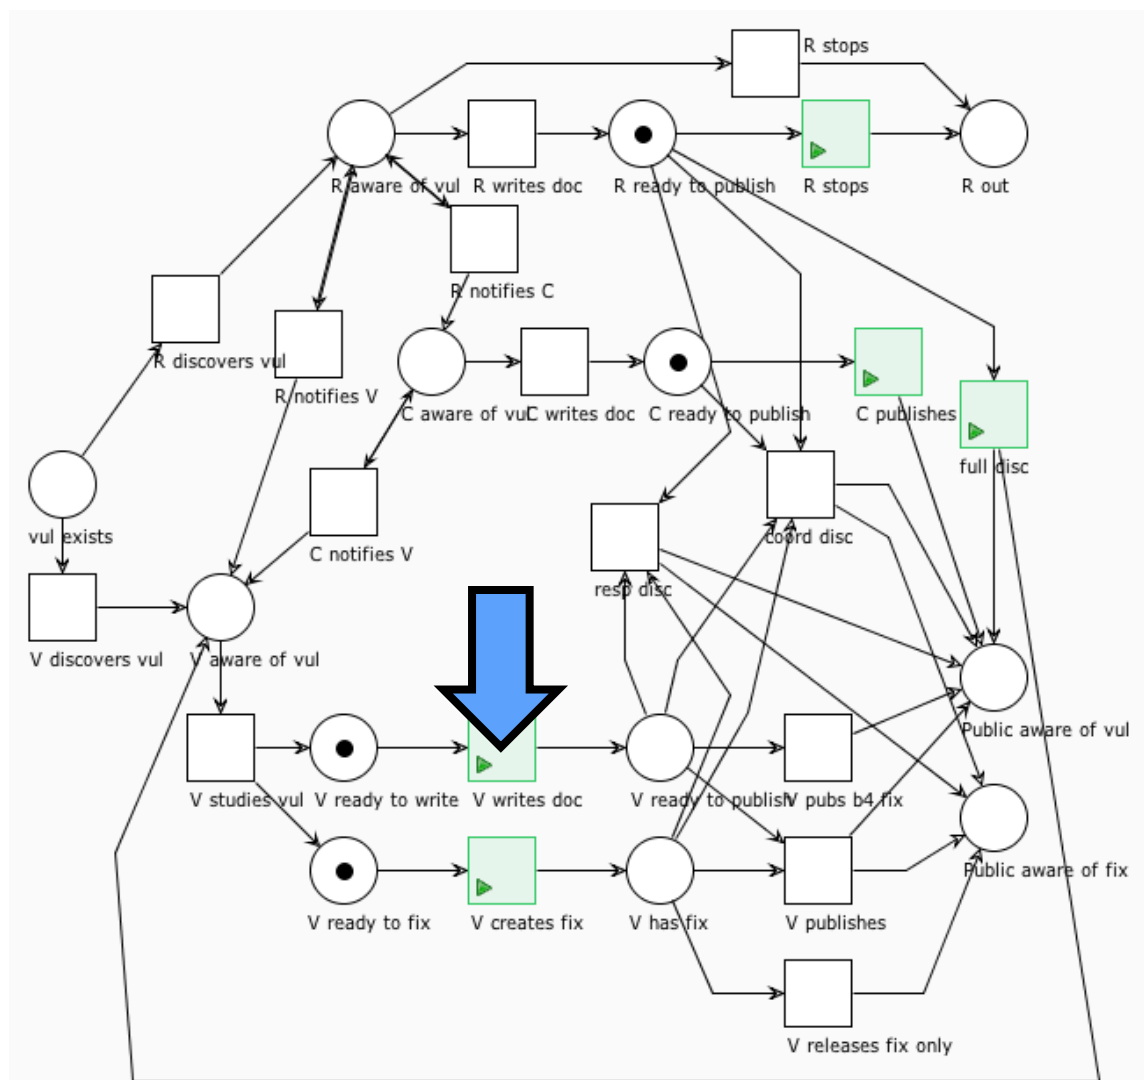 R stops
R aware of vul
R writes doc
R ready to publish
R stops
R out
R notifies C
R discovers vul
R notifies V
C aware of vul
C writes doc
C ready to publish
C publishes
full disc
vul exists
C notifies V
coord disc
resp disc
V discovers vul
V aware of vul
Public aware of vul
V studies vul
V ready to write
V writes doc
V ready to publish
V pubs b4 fix
Public aware of fix
V ready to fix
V creates fix
V has fix
V publishes
V releases fix only